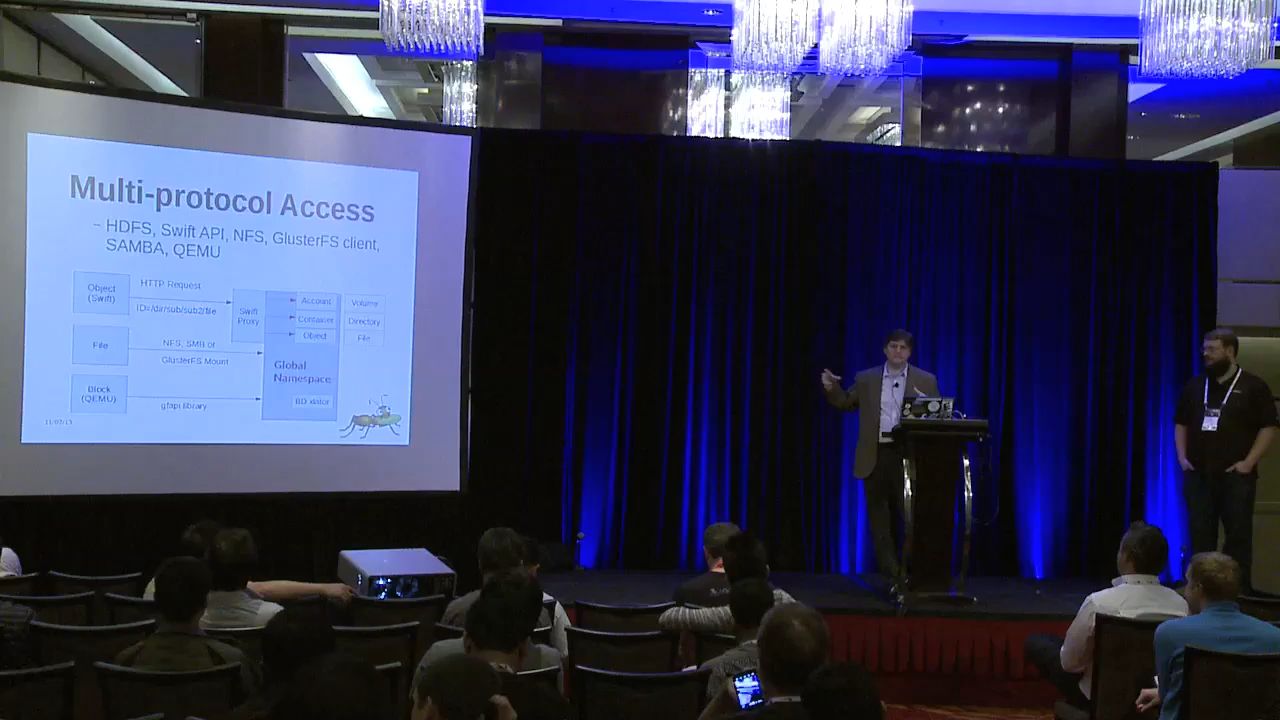 Multi-protocol Access
– HDFS, Swift API, NFS, GlusterFS client,
SAMBA, QEMU
Object
(Swift)
HTTP Request
ID=/dir/sub/sub2/file
Swift
Proxy
Account
Container
Object
Volume
Directory
File
File
NFS, SMB or
GlusterFS Mount
Global
Namespace
Block
(QEMU)
gfapi library
BD xlator